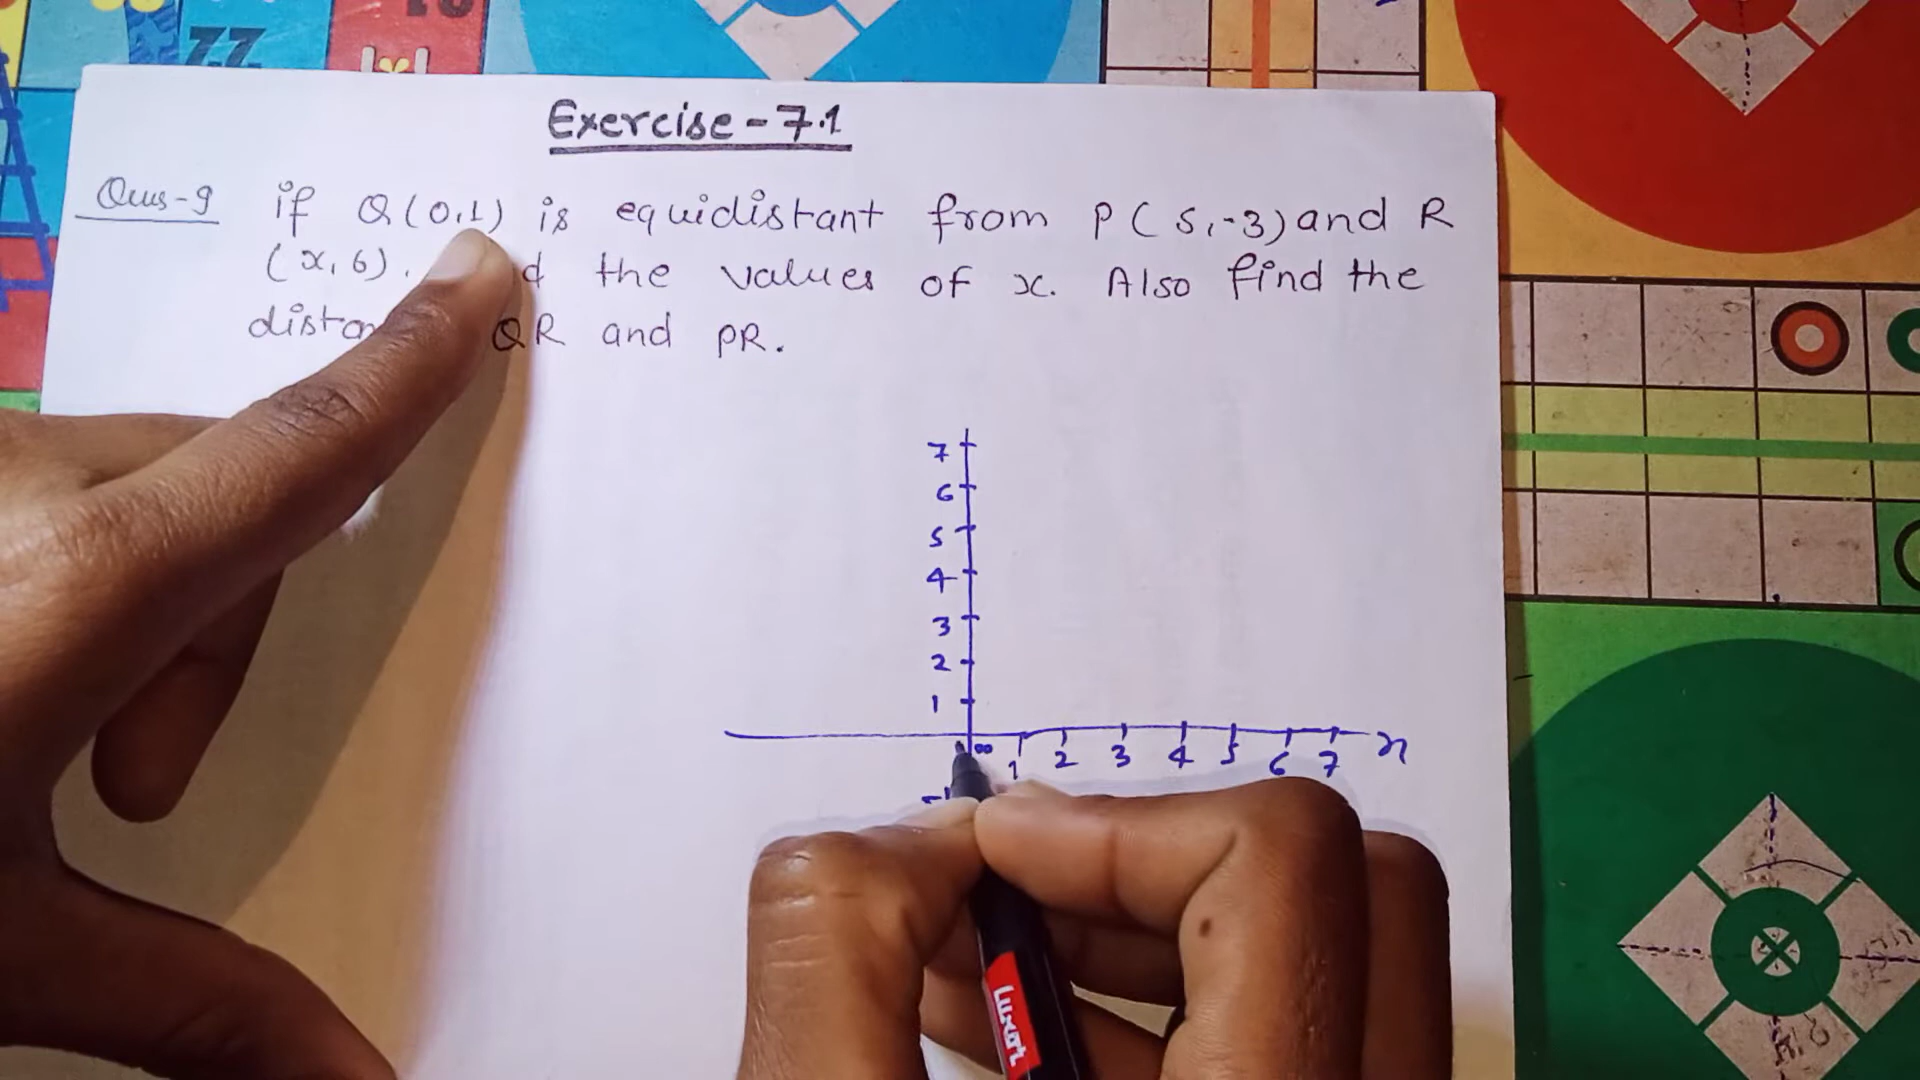 22
Exercise-7.1
Ques-9 if Q(0,1) is equidistant from P(5,-3) and R
(x,6). the values of x. Also find the
QR and PR.
7
6
5
4
3
2
1
1 2 3 4 5 6 7 x
-1
Luxor